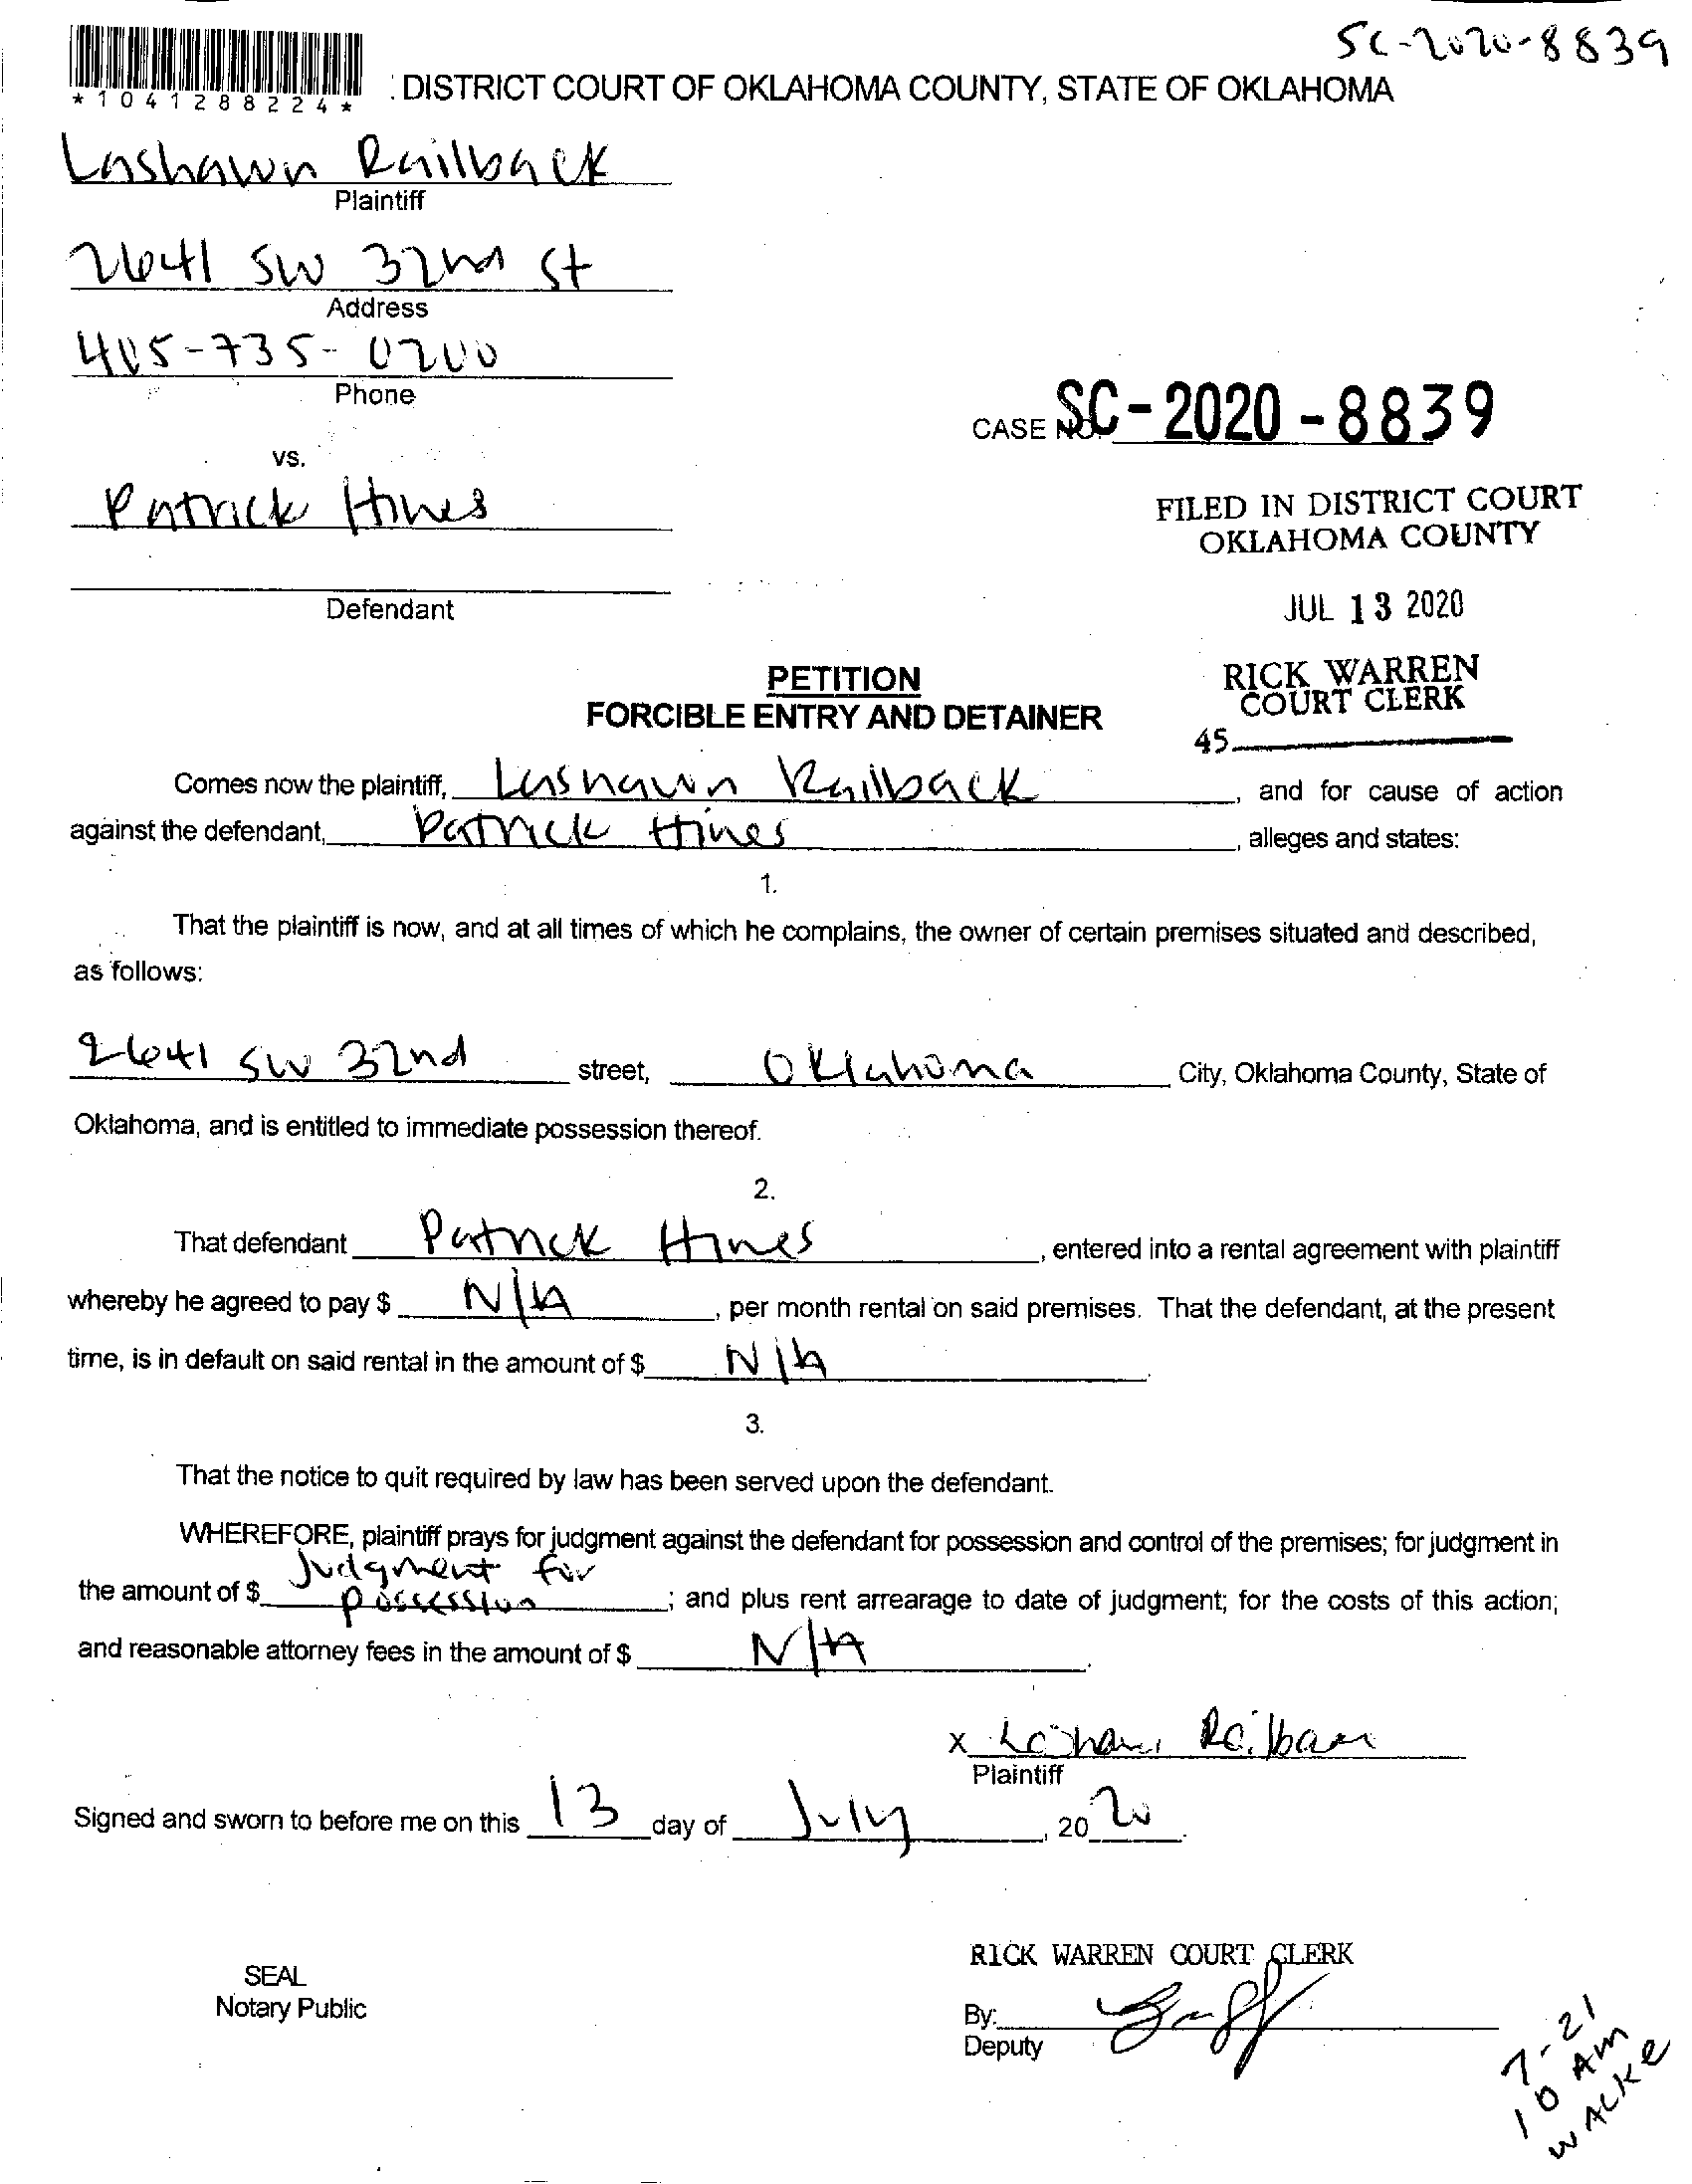 SC-2020-8839
*1041288224*
: DISTRICT COURT OF OKLAHOMA COUNTY, STATE OF OKLAHOMA
Lashawn Railback
Plaintiff
2641 SW 32nd St
Address
405-735-0200
Phone
CASE NO. SC-2020-8839
vs.
Patrick Hines
FILED IN DISTRICT COURT
OKLAHOMA COUNTY
Defendant
JUL 13 2020
PETITION
FORCIBLE ENTRY AND DETAINER
RICK WARREN
COURT CLERK
45
Comes now the plaintiff, Lashawn Railback, and for cause of action
against the defendant, Patrick Hines, alleges and states:
1.
That the plaintiff is now, and at all times of which he complains, the owner of certain premises situated and described,
as follows:
2641 SW 32nd street, Oklahoma City, Oklahoma County, State of
Oklahoma, and is entitled to immediate possession thereof.
2.
That defendant Patrick Hines, entered into a rental agreement with plaintiff
whereby he agreed to pay $ N/A, per month rental on said premises. That the defendant, at the present
time, is in default on said rental in the amount of $ N/A.
3.
That the notice to quit required by law has been served upon the defendant.
WHEREFORE, plaintiff prays for judgment against the defendant for possession and control of the premises; for judgment in
the amount of $ Judgment for possession; and plus rent arrearage to date of judgment; for the costs of this action;
and reasonable attorney fees in the amount of $ N/A.
x Lashawn Railback
Plaintiff
Signed and sworn to before me on this 13 day of July, 2020.
RICK WARREN COURT CLERK
SEAL
Notary Public
By:
Deputy
7-21
10 AM
WACKE